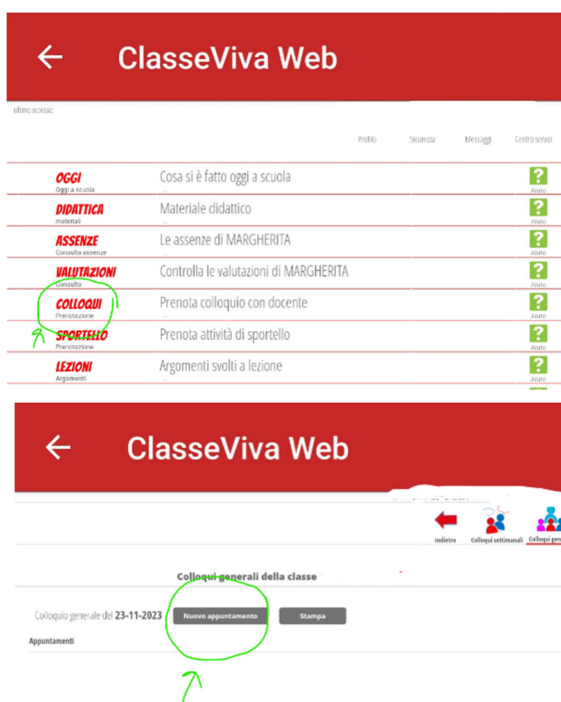 ClasseViva Web
ultimo accesso:
Profilo Sicurezza Messaggi Centro servizi
OGGI Cosa si è fatto oggi a scuola
Oggi a scuola Aiuto
DIDATTICA Materiale didattico
materiali Aiuto
ASSENZE Le assenze di MARGHERITA
Consulta assenze Aiuto
VALUTAZIONI Controlla le valutazioni di MARGHERITA
Consulta Aiuto
COLLOQUI Prenota colloquio con docente
Prenotazione Aiuto
SPORTELLO Prenota attività di sportello
Prenotazione Aiuto
LEZIONI Argomenti svolti a lezione
Argomenti Aiuto
ClasseViva Web
Indietro Colloqui settimanali Colloqui gen
Colloqui generali della classe
Colloquio generale del 23-11-2023 Nuovo appuntamento Stampa
Appuntamenti